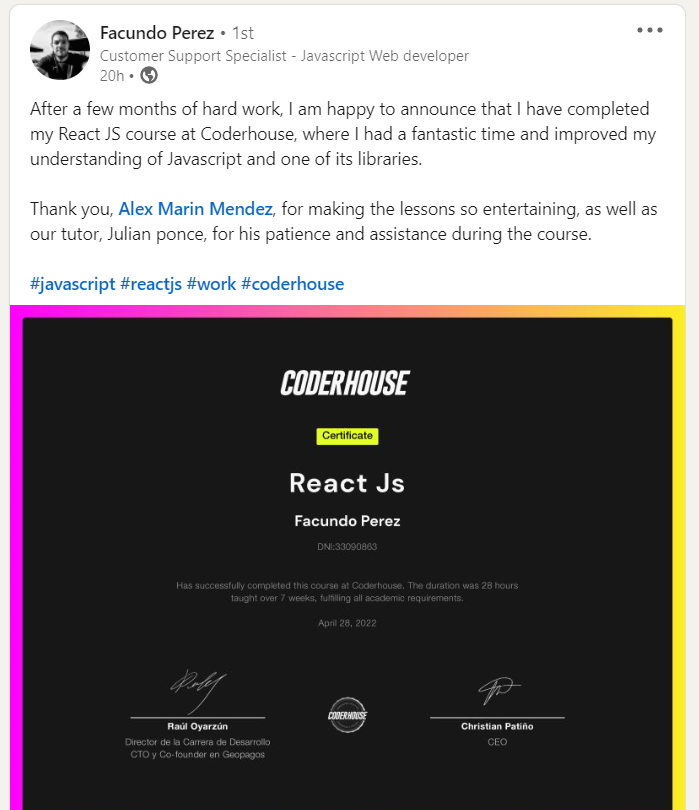 Facundo Perez • 1st
Customer Support Specialist - Javascript Web developer
20h •
After a few months of hard work, I am happy to announce that I have completed
my React JS course at Coderhouse, where I had a fantastic time and improved my
understanding of Javascript and one of its libraries.
Thank you, Alex Marin Mendez, for making the lessons so entertaining, as well as
our tutor, Julian ponce, for his patience and assistance during the course.
#javascript #reactjs #work #coderhouse
CODERHOUSE
Certificate
React Js
Facundo Perez
DNI:33090863
Has successfully completed this course at Coderhouse. The duration was 28 hours
taught over 7 weeks, fulfilling all academic requirements.
April 28, 2022
Raúl Oyarzún
Director de la Carrera de Desarrollo
CTO y Co-founder en Geopagos
CODERHOUSE
Christian Patiño
CEO